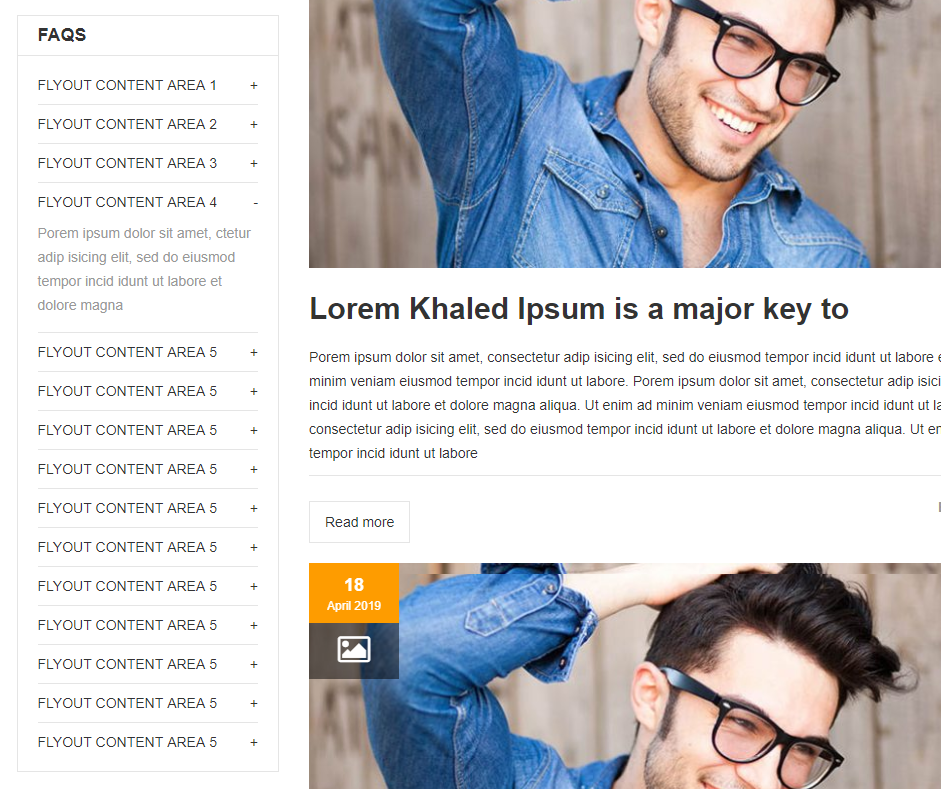 FAQS
FLYOUT CONTENT AREA 1 +
FLYOUT CONTENT AREA 2 +
FLYOUT CONTENT AREA 3 +
FLYOUT CONTENT AREA 4 -
Porem ipsum dolor sit amet, ctetur
adip isicing elit, sed do eiusmod
tempor incid idunt ut labore et
dolore magna
FLYOUT CONTENT AREA 5 +
FLYOUT CONTENT AREA 5 +
FLYOUT CONTENT AREA 5 +
FLYOUT CONTENT AREA 5 +
FLYOUT CONTENT AREA 5 +
FLYOUT CONTENT AREA 5 +
FLYOUT CONTENT AREA 5 +
FLYOUT CONTENT AREA 5 +
FLYOUT CONTENT AREA 5 +
FLYOUT CONTENT AREA 5 +
FLYOUT CONTENT AREA 5 +
Lorem Khaled Ipsum is a major key to
Porem ipsum dolor sit amet, consectetur adip isicing elit, sed do eiusmod tempor incid idunt ut labore
minim veniam eiusmod tempor incid idunt ut labore. Porem ipsum dolor sit amet, consectetur adip
incid idunt ut labore et dolore magna aliqua. Ut enim ad minim veniam eiusmod tempor incid idunt ut
consectetur adip isicing elit, sed do eiusmod tempor incid idunt ut labore et dolore magna aliqua. Ut
tempor incid idunt ut labore
Read more
18
April 2019